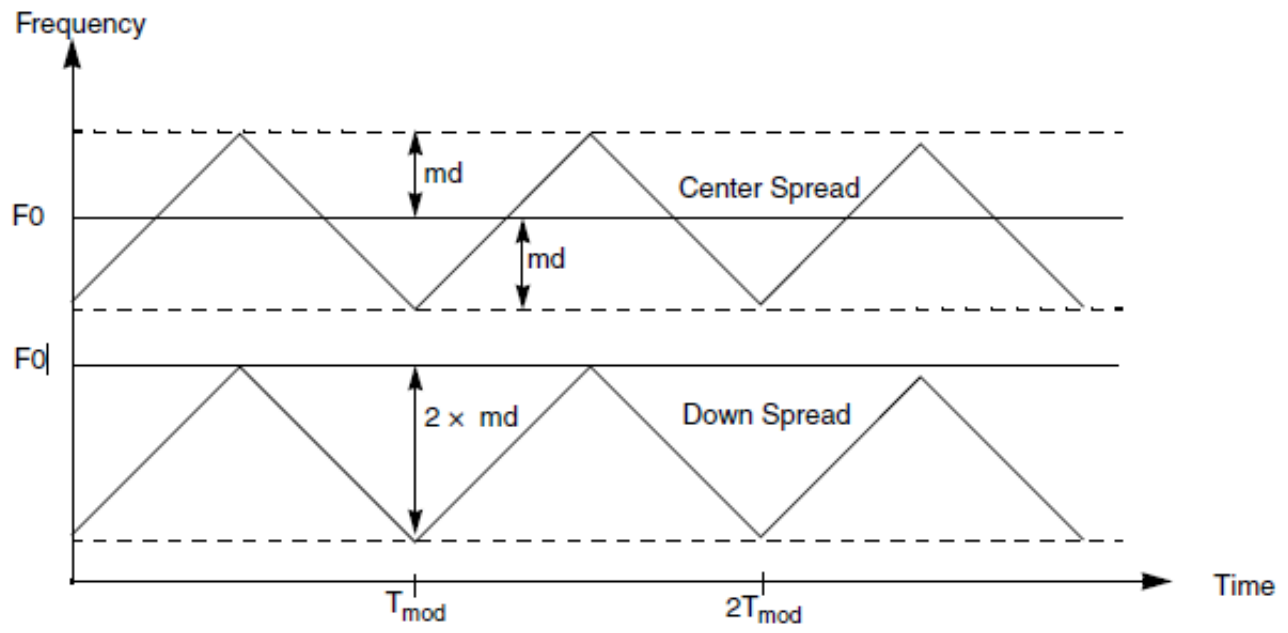 Frequency
md
Center Spread
F0
md
F0
2 × md
Down Spread
Time
Tmod
2Tmod